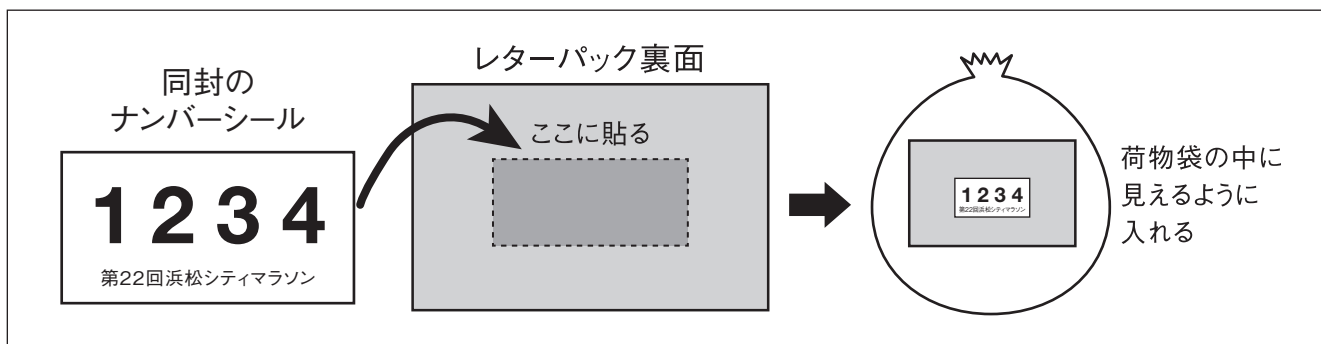 同封の
ナンバーシール
1234
第22回浜松シティマラソン
レターパック裏面
ここに貼る
1234
第22回浜松シティマラソン
荷物袋の中に
見えるように
入れる